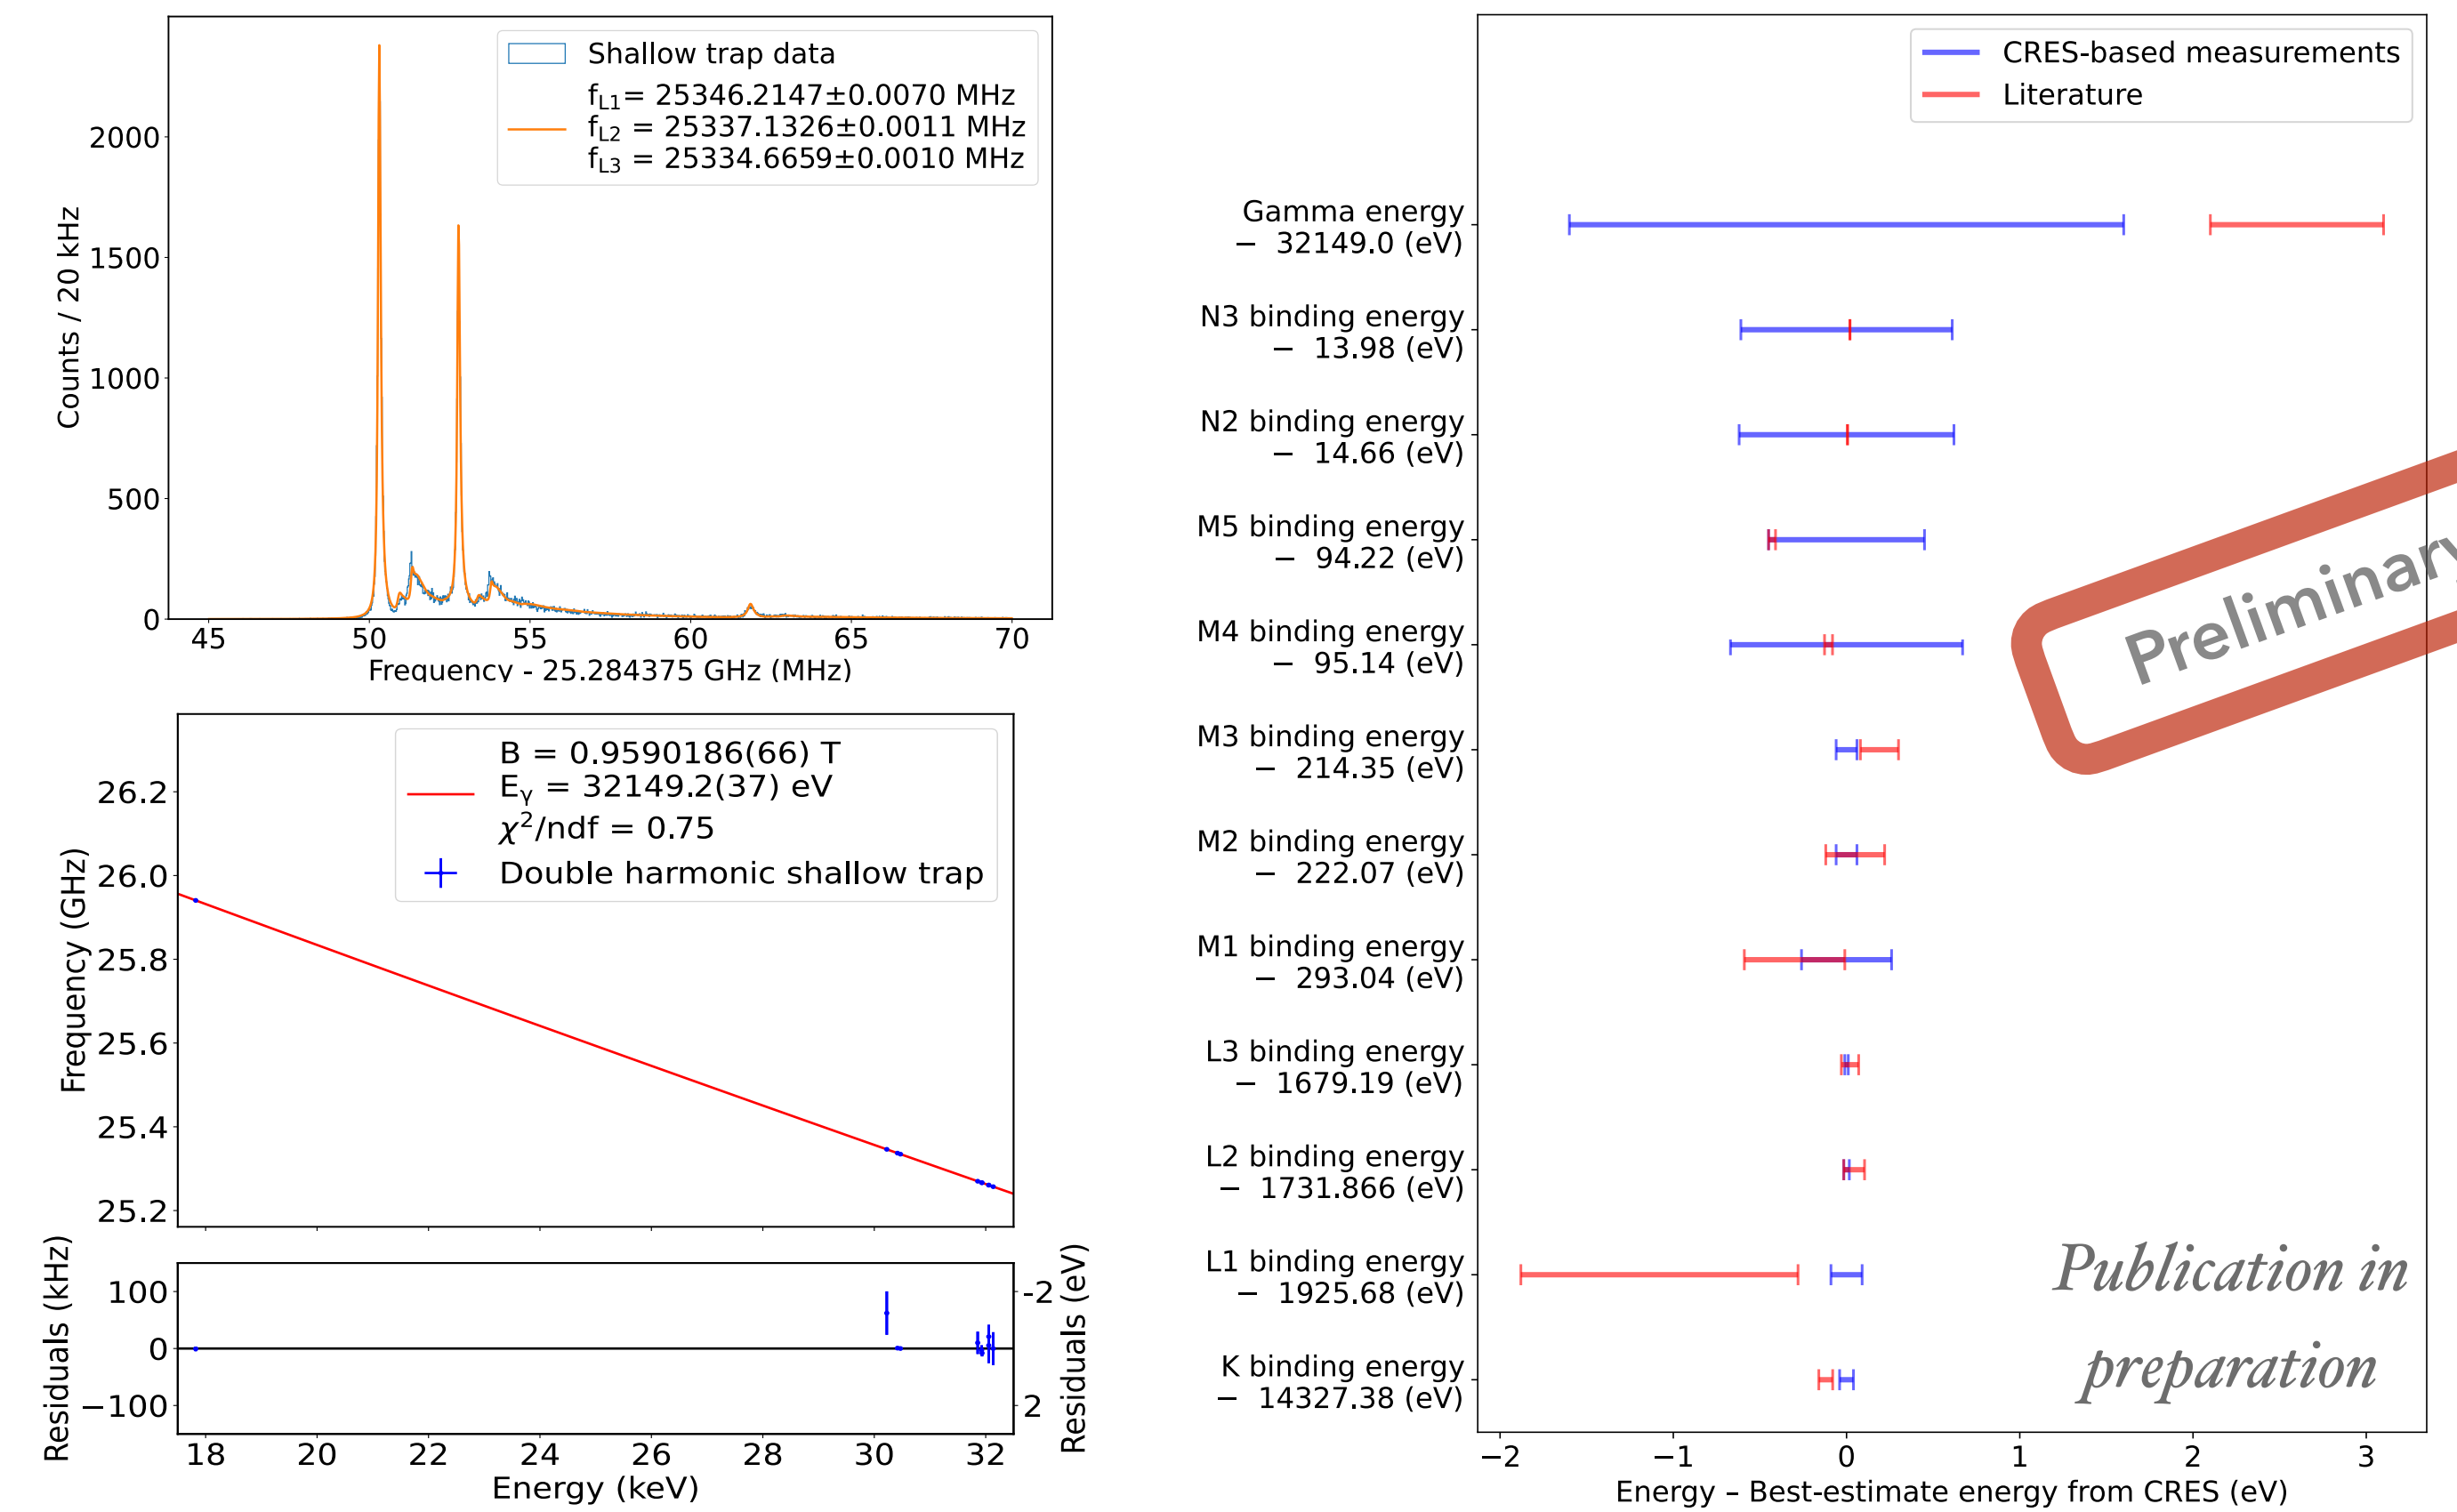 Shallow trap data
f_L1= 25346.2147±0.0070 MHz
f_L2 = 25337.1326±0.0011 MHz
f_L3 = 25334.6659±0.0010 MHz
Counts / 20 kHz
2000
1500
1000
500
0
45 50 55 60 65 70
Frequency - 25.284375 GHz (MHz)
B = 0.9590186(66) T
E_γ = 32149.2(37) eV
χ²/ndf = 0.75
Double harmonic shallow trap
Frequency (GHz)
26.2
26.0
25.8
25.6
25.4
25.2
Residuals (kHz)
100
0
−100
-2
2
Residuals (eV)
18 20 22 24 26 28 30 32
Energy (keV)
CRES-based measurements
Literature
Gamma energy
− 32149.0 (eV)
N3 binding energy
− 13.98 (eV)
N2 binding energy
− 14.66 (eV)
M5 binding energy
− 94.22 (eV)
M4 binding energy
− 95.14 (eV)
M3 binding energy
− 214.35 (eV)
M2 binding energy
− 222.07 (eV)
M1 binding energy
− 293.04 (eV)
L3 binding energy
− 1679.19 (eV)
L2 binding energy
− 1731.866 (eV)
L1 binding energy
− 1925.68 (eV)
K binding energy
− 14327.38 (eV)
Preliminary
Publication in
preparation
−2 −1 0 1 2 3
Energy – Best-estimate energy from CRES (eV)